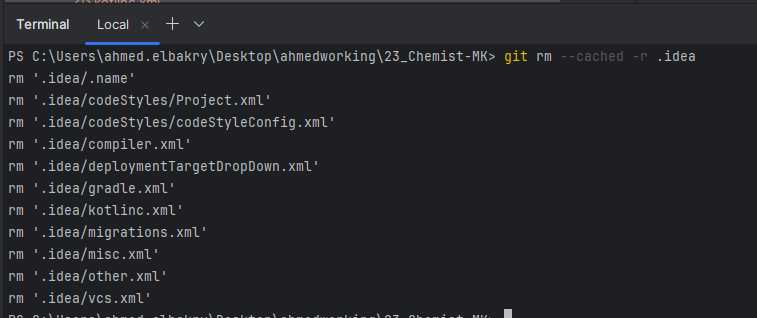 kotlinc.xml
Terminal Local × + ∨
PS C:\Users\ahmed.elbakry\Desktop\ahmedworking\23_Chemist-MK> git rm --cached -r .idea
rm '.idea/.name'
rm '.idea/codeStyles/Project.xml'
rm '.idea/codeStyles/codeStyleConfig.xml'
rm '.idea/compiler.xml'
rm '.idea/deploymentTargetDropDown.xml'
rm '.idea/gradle.xml'
rm '.idea/kotlinc.xml'
rm '.idea/migrations.xml'
rm '.idea/misc.xml'
rm '.idea/other.xml'
rm '.idea/vcs.xml'
PS C:\Users\ahmed.elbakry\Desktop\ahmedworking\23_Chemist-MK>